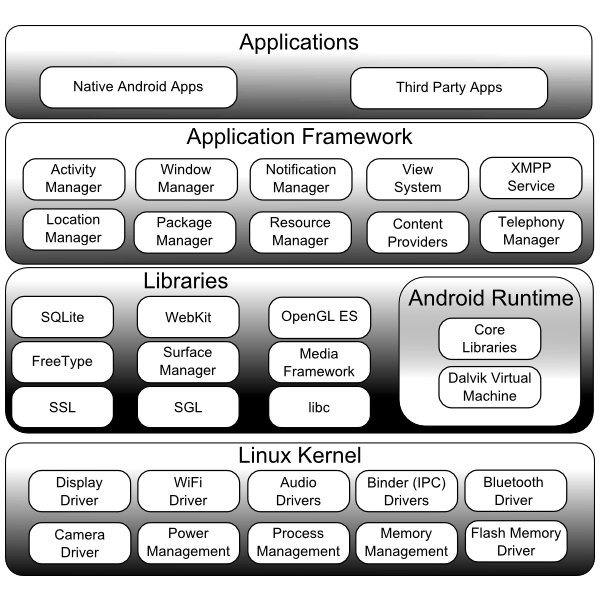 Applications
Native Android Apps
Third Party Apps
Application Framework
Activity
Manager
Window
Manager
Notification
Manager
View
System
XMPP
Service
Location
Manager
Package
Manager
Resource
Manager
Content
Providers
Telephony
Manager
Libraries
SQLite
WebKit
OpenGL ES
FreeType
Surface
Manager
Media
Framework
SSL
SGL
libc
Android Runtime
Core
Libraries
Dalvik Virtual
Machine
Linux Kernel
Display
Driver
WiFi
Driver
Audio
Drivers
Binder (IPC)
Drivers
Bluetooth
Driver
Camera
Driver
Power
Management
Process
Management
Memory
Management
Flash Memory
Driver